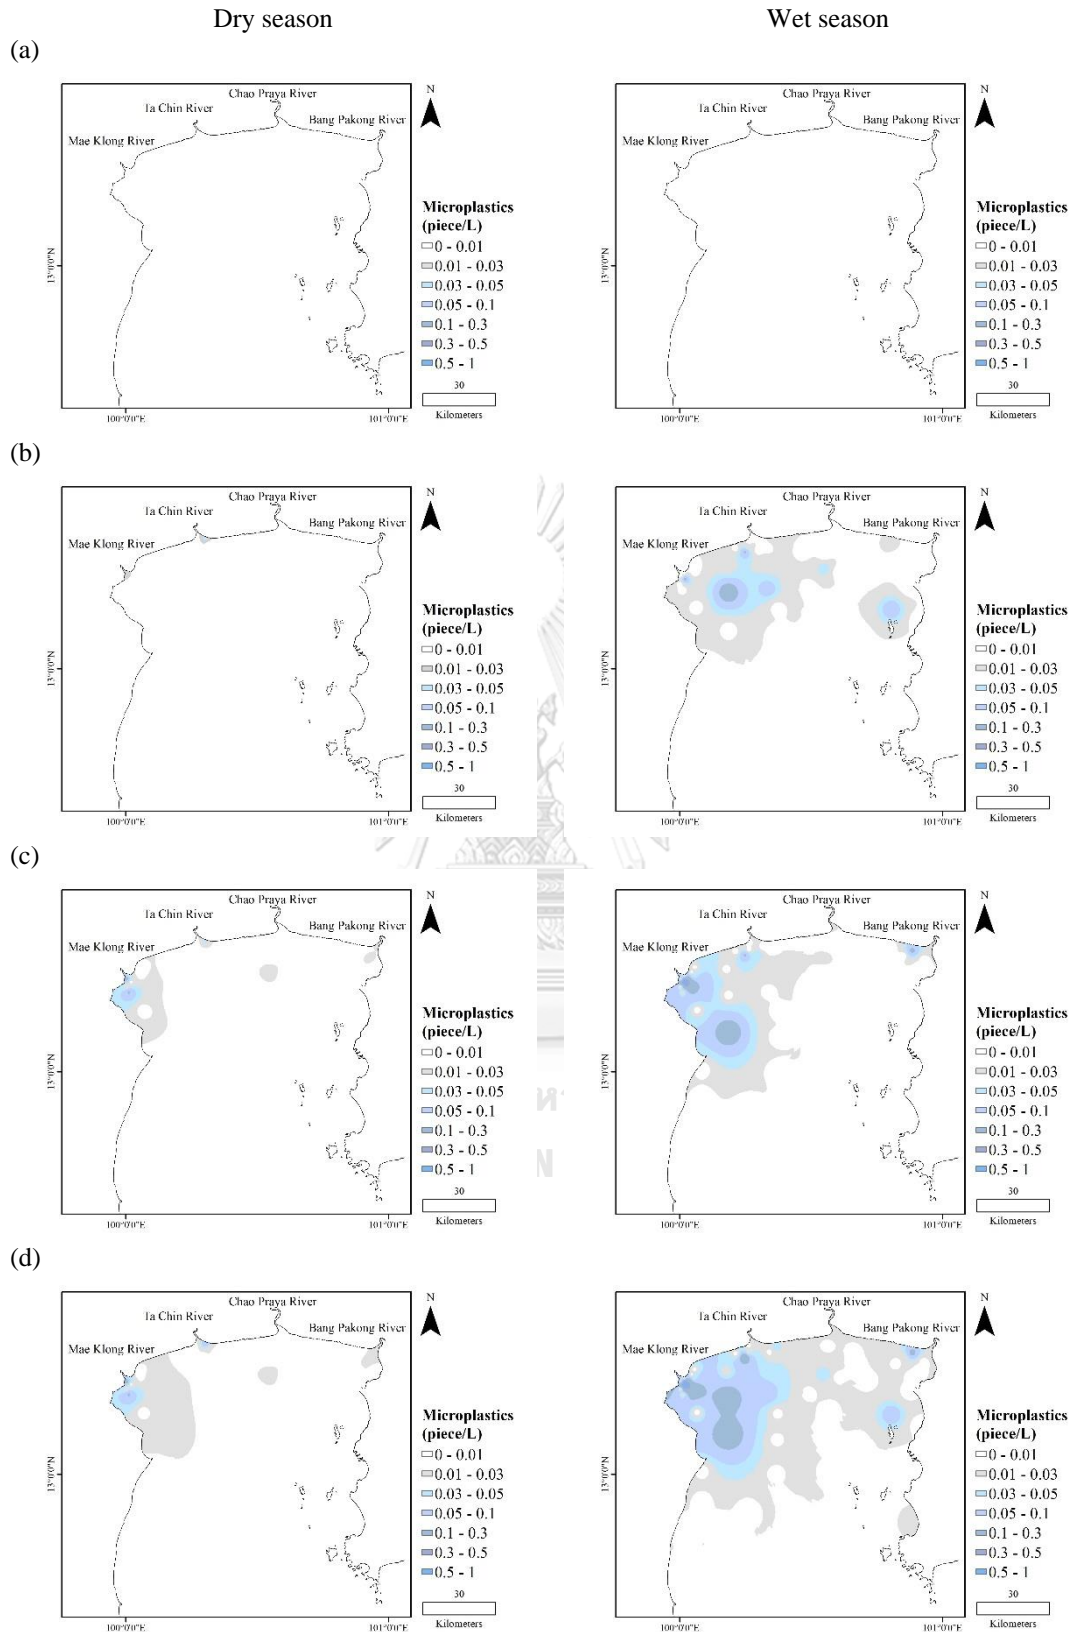 Dry season
Wet season
(a)
Chao Praya River
Ta Chin River
Bang Pakong River
Mae Klong River
N
Microplastics
(piece/L)
0 - 0.01
0.01 - 0.03
0.03 - 0.05
0.05 - 0.1
0.1 - 0.3
0.3 - 0.5
0.5 - 1
30
Kilometers
13°0'0"N
100°0'0"E
101°0'0"E
Chao Praya River
Ta Chin River
Bang Pakong River
Mae Klong River
N
Microplastics
(piece/L)
0 - 0.01
0.01 - 0.03
0.03 - 0.05
0.05 - 0.1
0.1 - 0.3
0.3 - 0.5
0.5 - 1
30
Kilometers
13°0'0"N
100°0'0"E
101°0'0"E
(b)
Chao Praya River
Ta Chin River
Bang Pakong River
Mae Klong River
N
Microplastics
(piece/L)
0 - 0.01
0.01 - 0.03
0.03 - 0.05
0.05 - 0.1
0.1 - 0.3
0.3 - 0.5
0.5 - 1
30
Kilometers
13°0'0"N
100°0'0"E
101°0'0"E
Chao Praya River
Ta Chin River
Bang Pakong River
Mae Klong River
N
Microplastics
(piece/L)
0 - 0.01
0.01 - 0.03
0.03 - 0.05
0.05 - 0.1
0.1 - 0.3
0.3 - 0.5
0.5 - 1
30
Kilometers
13°0'0"N
100°0'0"E
101°0'0"E
(c)
Chao Praya River
Ta Chin River
Bang Pakong River
Mae Klong River
N
Microplastics
(piece/L)
0 - 0.01
0.01 - 0.03
0.03 - 0.05
0.05 - 0.1
0.1 - 0.3
0.3 - 0.5
0.5 - 1
30
Kilometers
13°0'0"N
100°0'0"E
101°0'0"E
Chao Praya River
Ta Chin River
Bang Pakong River
Mae Klong River
N
Microplastics
(piece/L)
0 - 0.01
0.01 - 0.03
0.03 - 0.05
0.05 - 0.1
0.1 - 0.3
0.3 - 0.5
0.5 - 1
30
Kilometers
13°0'0"N
100°0'0"E
101°0'0"E
(d)
Chao Praya River
Ta Chin River
Bang Pakong River
Mae Klong River
N
Microplastics
(piece/L)
0 - 0.01
0.01 - 0.03
0.03 - 0.05
0.05 - 0.1
0.1 - 0.3
0.3 - 0.5
0.5 - 1
30
Kilometers
13°0'0"N
100°0'0"E
101°0'0"E
Chao Praya River
Ta Chin River
Bang Pakong River
Mae Klong River
N
Microplastics
(piece/L)
0 - 0.01
0.01 - 0.03
0.03 - 0.05
0.05 - 0.1
0.1 - 0.3
0.3 - 0.5
0.5 - 1
30
Kilometers
13°0'0"N
100°0'0"E
101°0'0"E